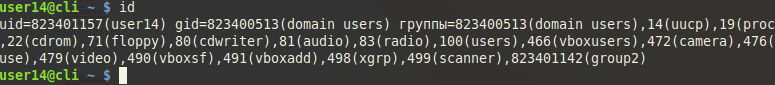 user14@cli ~ $ id
uid=823401157(user14) gid=823400513(domain users) группы=823400513(domain users),14(uucp),19(proc
,22(cdrom),71(floppy),80(cdwriter),81(audio),83(radio),100(users),466(vboxusers),472(camera),476(
use),479(video),490(vboxsf),491(vboxadd),498(xgrp),499(scanner),823401142(group2)
user14@cli ~ $